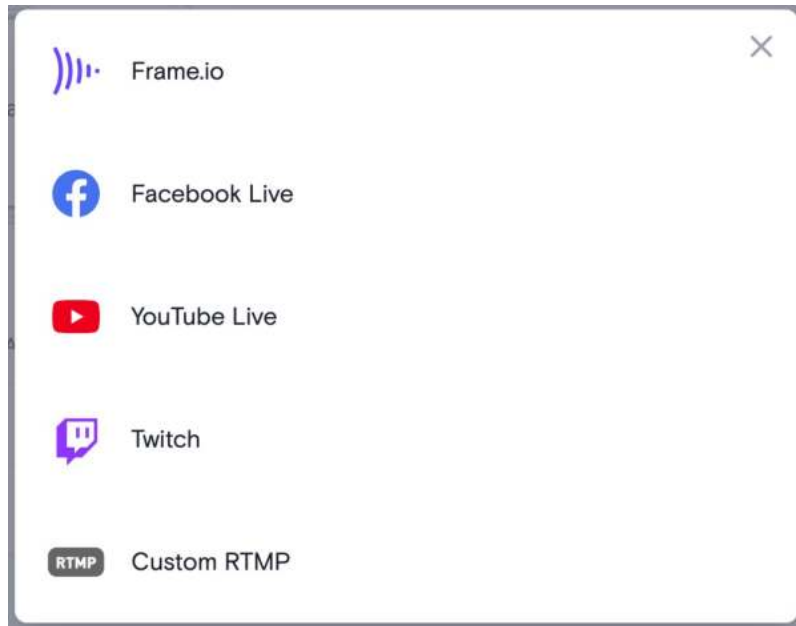 Frame.io
Facebook Live
YouTube Live
Twitch
RTMP Custom RTMP